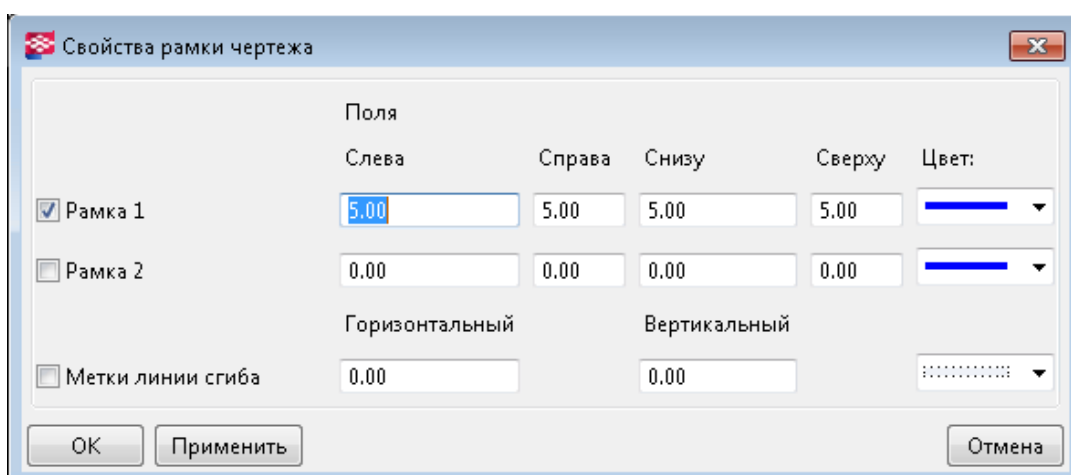 Свойства рамки чертежа
Поля
Слева Справа Снизу Сверху Цвет:
Рамка 1 5.00 5.00 5.00 5.00
Рамка 2 0.00 0.00 0.00 0.00
Горизонтальный Вертикальный
Метки линии сгиба 0.00 0.00
OK Применить Отмена